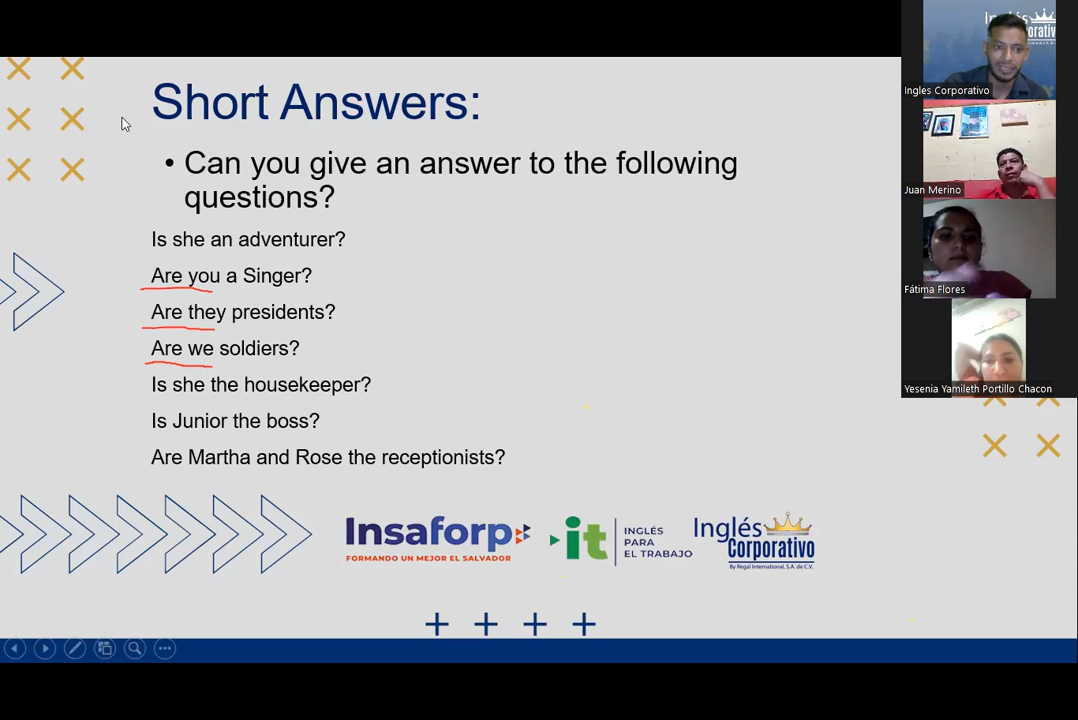 Short Answers:
• Can you give an answer to the following
questions?
Is she an adventurer?
Are you a Singer?
Are they presidents?
Are we soldiers?
Is she the housekeeper?
Is Junior the boss?
Are Martha and Rose the receptionists?
Insaforp
FORMANDO UN MEJOR EL SALVADOR
it
INGLÉS
PARA
EL TRABAJO
Inglés
Corporativo
By Regal International, S.A. de C.V.
Ingles Corporativo
Juan Merino
Fátima Flores
Yesenia Yamileth Portillo Chacon